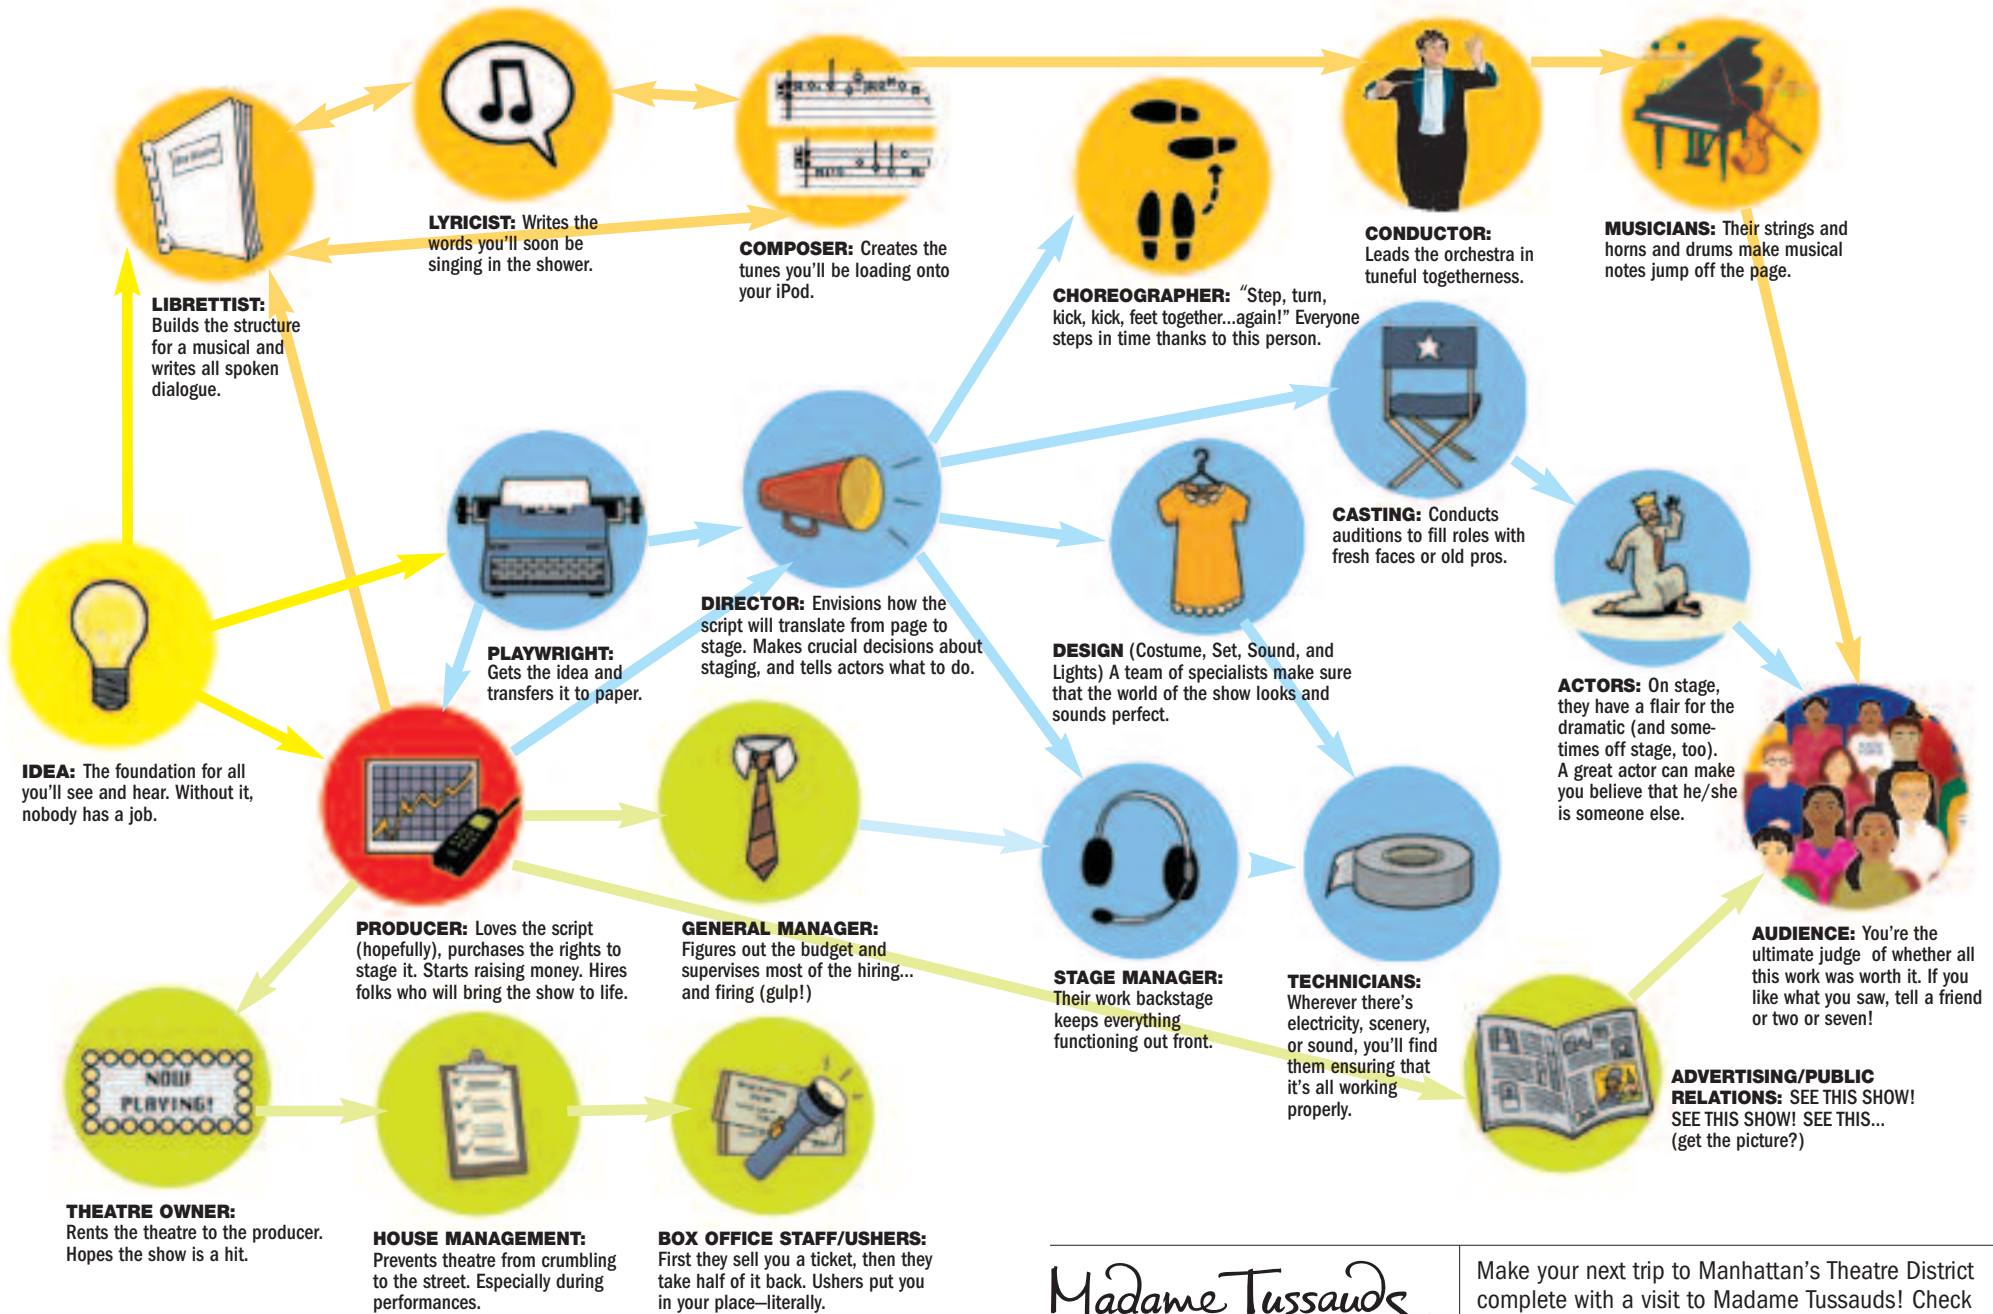 LYRICIST: Writes the
words you'll soon be
singing in the shower.
COMPOSER: Creates the
tunes you'll be loading onto
your iPod.
CONDUCTOR:
Leads the orchestra in
tuneful togetherness.
MUSICIANS: Their strings and
horns and drums make musical
notes jump off the page.
LIBRETTIST:
Builds the structure
for a musical and
writes all spoken
dialogue.
CHOREOGRAPHER: "Step, turn,
kick, kick, feet together...again!" Everyone
steps in time thanks to this person.
CASTING: Conducts
auditions to fill roles with
fresh faces or old pros.
DIRECTOR: Envisions how the
script will translate from page to
stage. Makes crucial decisions about
staging, and tells actors what to do.
PLAYWRIGHT:
Gets the idea and
transfers it to paper.
DESIGN (Costume, Set, Sound, and
Lights) A team of specialists make sure
that the world of the show looks and
sounds perfect.
ACTORS: On stage,
they have a flair for the
dramatic (and some-
times off stage, too).
A great actor can make
you believe that he/she
is someone else.
IDEA: The foundation for all
you'll see and hear. Without it,
nobody has a job.
PRODUCER: Loves the script
(hopefully), purchases the rights to
stage it. Starts raising money. Hires
folks who will bring the show to life.
GENERAL MANAGER:
Figures out the budget and
supervises most of the hiring...
and firing (gulp!)
STAGE MANAGER:
Their work backstage
keeps everything
functioning out front.
TECHNICIANS:
Wherever there's
electricity, scenery,
or sound, you'll find
them ensuring that
it's all working
properly.
AUDIENCE: You're the
ultimate judge of whether all
this work was worth it. If you
like what you saw, tell a friend
or two or seven!
ADVERTISING/PUBLIC
RELATIONS: SEE THIS SHOW!
SEE THIS SHOW! SEE THIS...
(get the picture?)
NOW
PLAYING!
THEATRE OWNER:
Rents the theatre to the producer.
Hopes the show is a hit.
HOUSE MANAGEMENT:
Prevents theatre from crumbling
to the street. Especially during
performances.
BOX OFFICE STAFF/USHERS:
First they sell you a ticket, then they
take half of it back. Ushers put you
in your place—literally.
Madame Tussauds
Make your next trip to Manhattan's Theatre District
complete with a visit to Madame Tussauds! Check